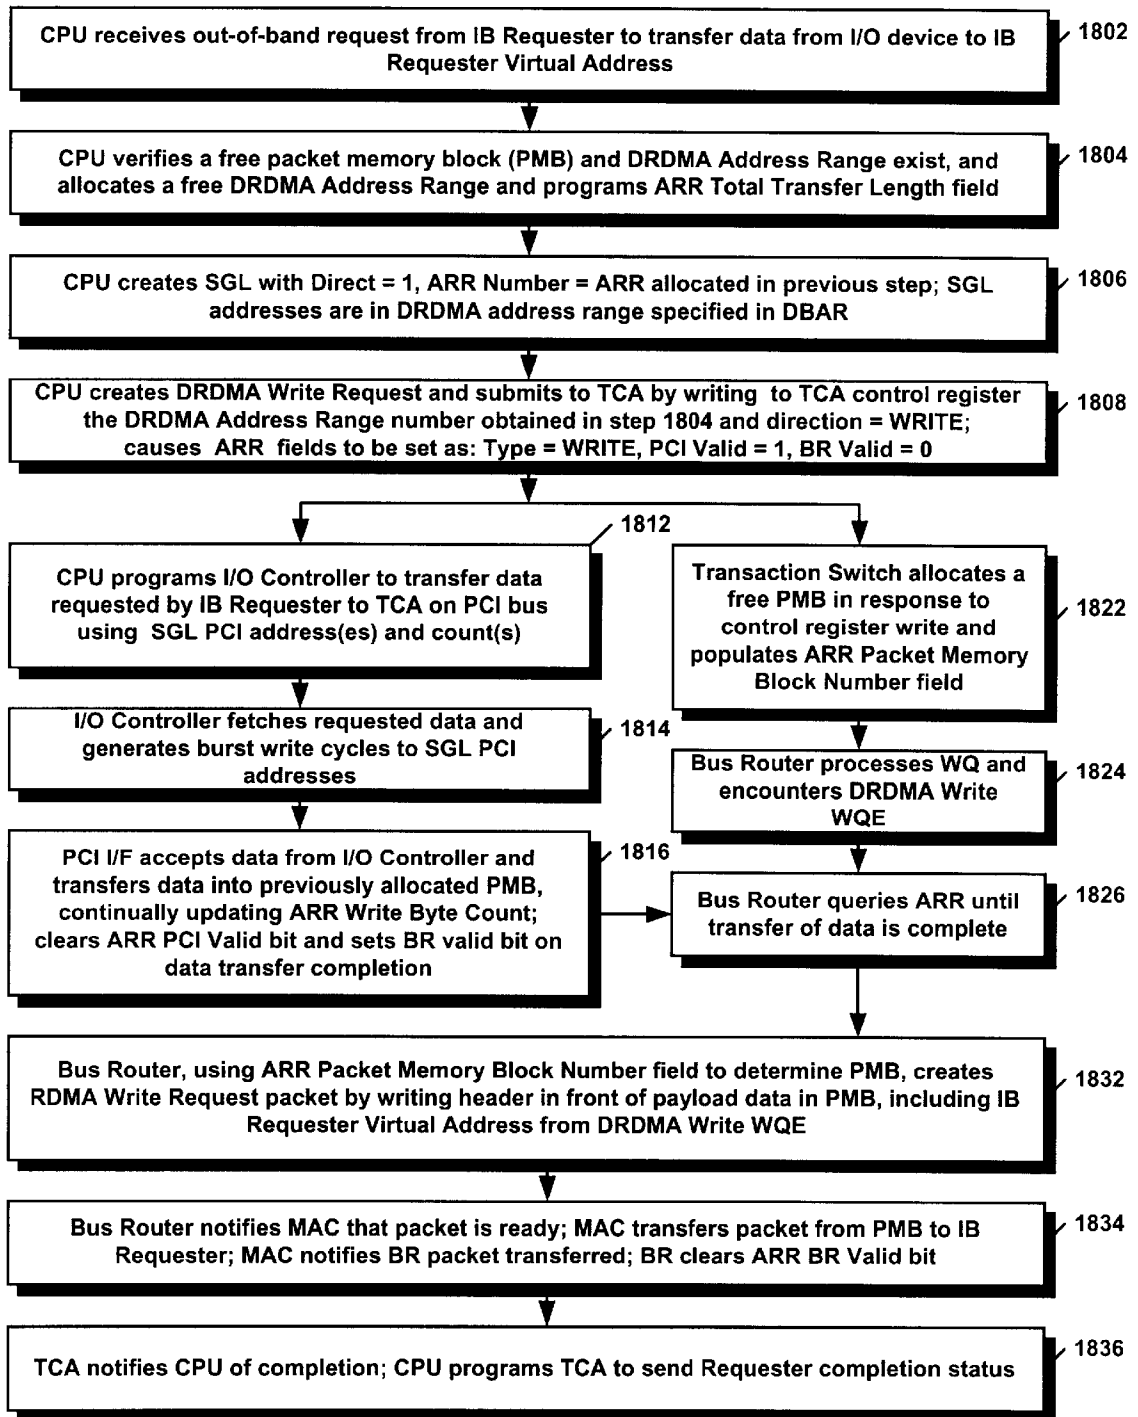 CPU receives out-of-band request from IB Requester to transfer data from I/O device to IB
Requester Virtual Address
1802
CPU verifies a free packet memory block (PMB) and DRDMA Address Range exist, and
allocates a free DRDMA Address Range and programs ARR Total Transfer Length field
1804
CPU creates SGL with Direct = 1, ARR Number = ARR allocated in previous step; SGL
addresses are in DRDMA address range specified in DBAR
1806
CPU creates DRDMA Write Request and submits to TCA by writing to TCA control register
the DRDMA Address Range number obtained in step 1804 and direction = WRITE;
causes ARR fields to be set as: Type = WRITE, PCI Valid = 1, BR Valid = 0
1808
1812
CPU programs I/O Controller to transfer data
requested by IB Requester to TCA on PCI bus
using SGL PCI address(es) and count(s)
I/O Controller fetches requested data and
generates burst write cycles to SGL PCI
addresses
1814
PCI I/F accepts data from I/O Controller and
transfers data into previously allocated PMB,
continually updating ARR Write Byte Count;
clears ARR PCI Valid bit and sets BR valid bit on
data transfer completion
1816
Transaction Switch allocates a
free PMB in response to
control register write and
populates ARR Packet Memory
Block Number field
1822
Bus Router processes WQ and
encounters DRDMA Write
WQE
1824
Bus Router queries ARR until
transfer of data is complete
1826
Bus Router, using ARR Packet Memory Block Number field to determine PMB, creates
RDMA Write Request packet by writing header in front of payload data in PMB, including IB
Requester Virtual Address from DRDMA Write WQE
1832
Bus Router notifies MAC that packet is ready; MAC transfers packet from PMB to IB
Requester; MAC notifies BR packet transferred; BR clears ARR BR Valid bit
1834
TCA notifies CPU of completion; CPU programs TCA to send Requester completion status
1836